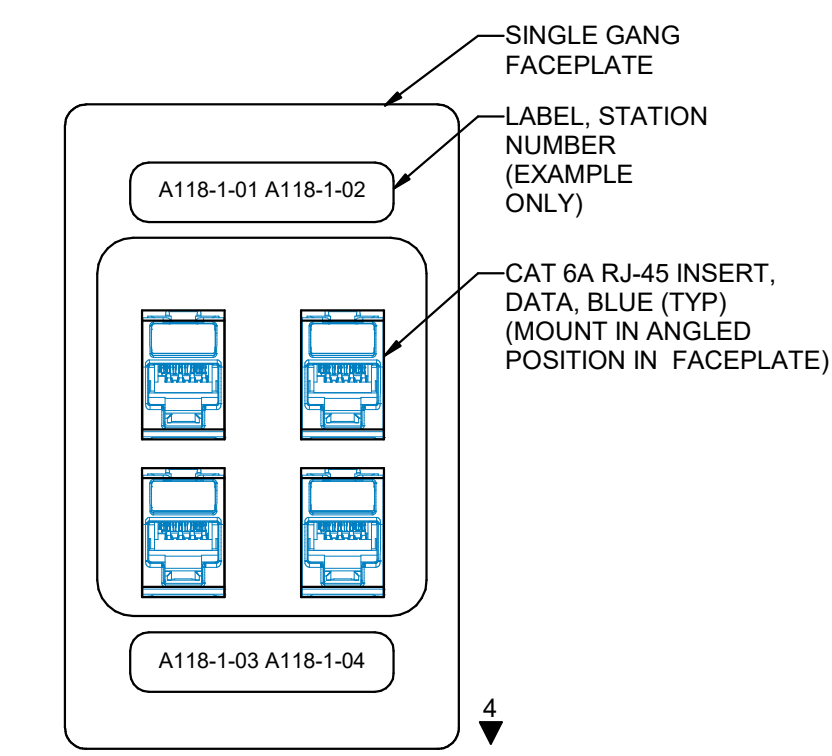 SINGLE GANG
FACEPLATE
LABEL, STATION
NUMBER
(EXAMPLE
ONLY)
A118-1-01 A118-1-02
CAT 6A RJ-45 INSERT,
DATA, BLUE (TYP)
(MOUNT IN ANGLED
POSITION IN FACEPLATE)
A118-1-03 A118-1-04
4